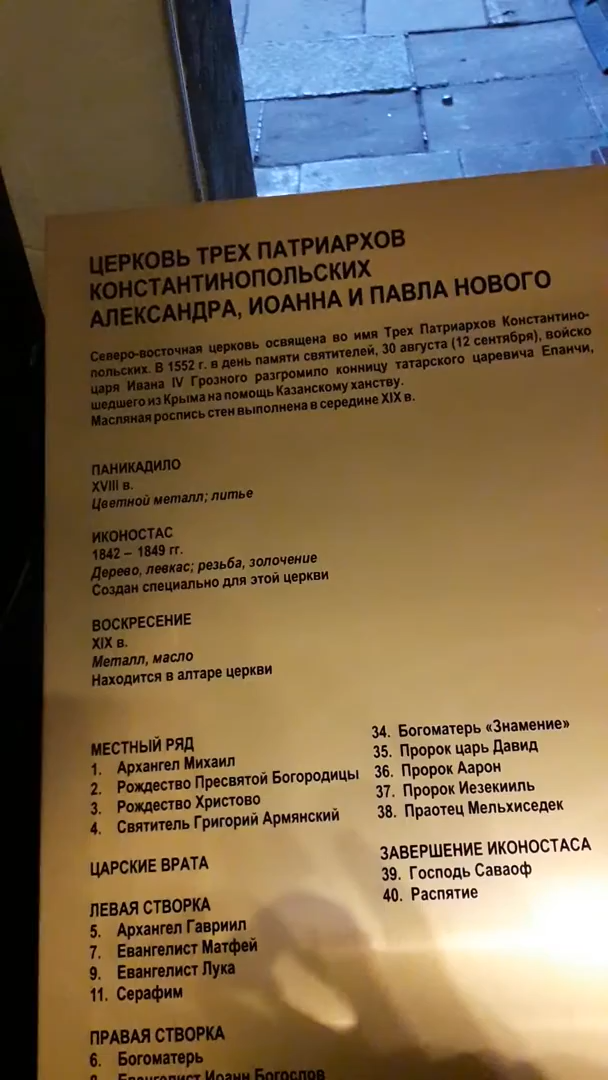 ЦЕРКОВЬ ТРЕХ ПАТРИАРХОВ
КОНСТАНТИНОПОЛЬСКИХ
АЛЕКСАНДРА, ИОАННА И ПАВЛА НОВОГО
Северо-восточная церковь освящена во имя Трех Патриархов Константино-
польских. В 1552 г. в день памяти святителей, 30 августа (12 сентября), войско
царя Ивана IV Грозного разгромило конницу татарского царевича Епанчи,
шедшего из Крыма на помощь Казанскому ханству.
Масляная роспись стен выполнена в середине XIX в.
ПАНИКАДИЛО
XVIII в.
Цветной металл; литье
ИКОНОСТАС
1842 – 1849 гг.
Дерево, левкас; резьба, золочение
Создан специально для этой церкви
ВОСКРЕСЕНИЕ
XIX в.
Металл, масло
Находится в алтаре церкви
МЕСТНЫЙ РЯД
1. Архангел Михаил
2. Рождество Пресвятой Богородицы
3. Рождество Христово
4. Святитель Григорий Армянский
ЦАРСКИЕ ВРАТА
ЛЕВАЯ СТВОРКА
5. Архангел Гавриил
7. Евангелист Матфей
9. Евангелист Лука
11. Серафим
ПРАВАЯ СТВОРКА
6. Богоматерь
8. Евангелист Иоанн Богослов
34. Богоматерь «Знамение»
35. Пророк царь Давид
36. Пророк Аарон
37. Пророк Иезекииль
38. Праотец Мельхиседек
ЗАВЕРШЕНИЕ ИКОНОСТАСА
39. Господь Саваоф
40. Распятие